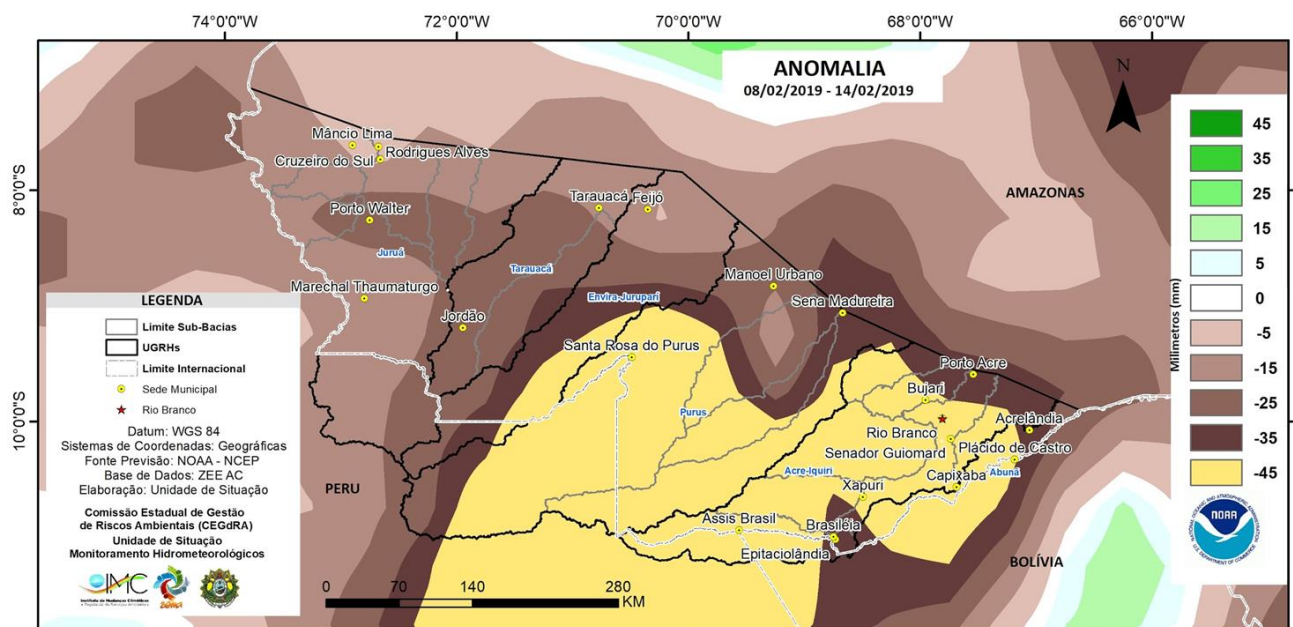 74°0'0"W
72°0'0"W
70°0'0"W
68°0'0"W
66°0'0"W
ANOMALIA
08/02/2019 - 14/02/2019
N
8°0'0"S
10°0'0"S
Mâncio Lima
Cruzeiro do Sul
Rodrigues Alves
Porto Walter
Juruá
Marechal Thaumaturgo
Tarauacá
Feijó
Tarauacá
Jordão
Envira-Jurupari
Manoel Urbano
Sena Madureira
Santa Rosa do Purus
Purus
Porto Acre
Bujari
Acrelândia
Rio Branco
Senador Guiomard
Plácido de Castro
Abunã
Acre-Iquiri
Capixaba
Xapuri
Assis Brasil
Brasiléia
Epitaciolândia
AMAZONAS
PERU
BOLÍVIA
LEGENDA
Limite Sub-Bacias
UGRHs
Limite Internacional
Sede Municipal
Rio Branco
Datum: WGS 84
Sistemas de Coordenadas: Geográficas
Fonte Previsão: NOAA - NCEP
Base de Dados: ZEE AC
Elaboração: Unidade de Situação
Comissão Estadual de Gestão
de Riscos Ambientais (CEGdRA)
Unidade de Situação
Monitoramento Hidrometeorológicos
IMC
0 70 140 280
KM
Milimetros (mm)
45
35
25
15
5
0
-5
-15
-25
-35
-45
NOAA